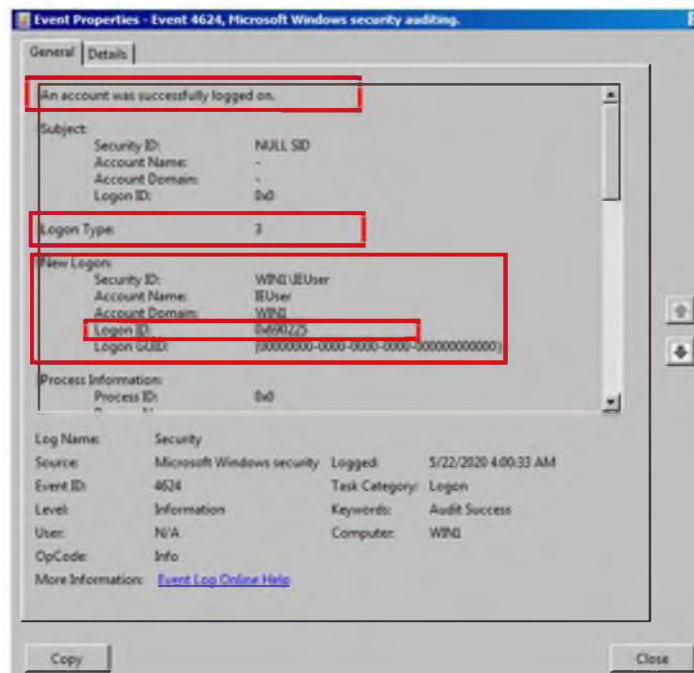 Event Properties - Event 4624, Microsoft Windows security auditing.
General Details
An account was successfully logged on.
Subject:
Security ID: NULL SID
Account Name: -
Account Domain: -
Logon ID: 0x0
Logon Type: 3
New Logon:
Security ID: WIN1\IEUser
Account Name: IEUser
Account Domain: WIN1
Logon ID: 0x690225
Logon GUID: {00000000-0000-0000-0000-000000000000}
Process Information:
Process ID: 0x0
Log Name: Security
Source: Microsoft Windows security Logged: 5/22/2020 4:00:33 AM
Event ID: 4624 Task Category: Logon
Level: Information Keywords: Audit Success
User: N/A Computer: WIN1
OpCode: Info
More Information: Event Log Online Help
Copy Close